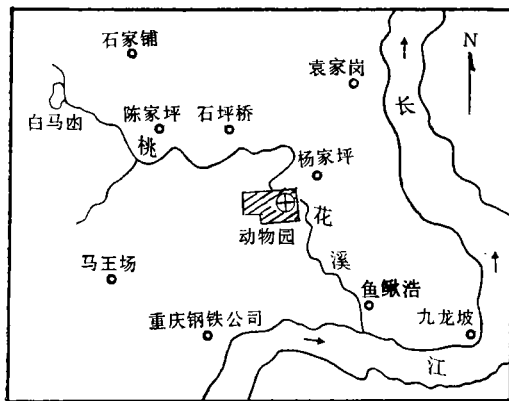 石家铺
袁家岗
N
长
白马凼
陈家坪
石坪桥
桃
杨家坪
动物园
花
溪
马王场
鱼鳅浩
重庆钢铁公司
九龙坡
江